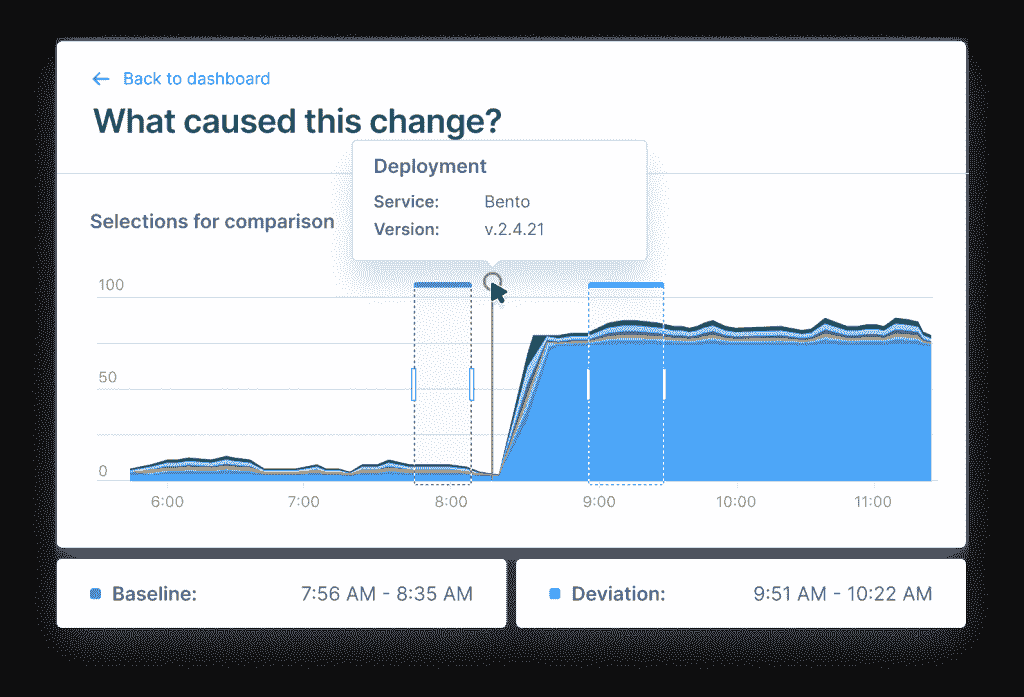 ← Back to dashboard
What caused this change?
Deployment
Service: Bento
Version: v.2.4.21
Selections for comparison
100
50
0
6:00 7:00 8:00 9:00 10:00 11:00
Baseline: 7:56 AM - 8:35 AM
Deviation: 9:51 AM - 10:22 AM